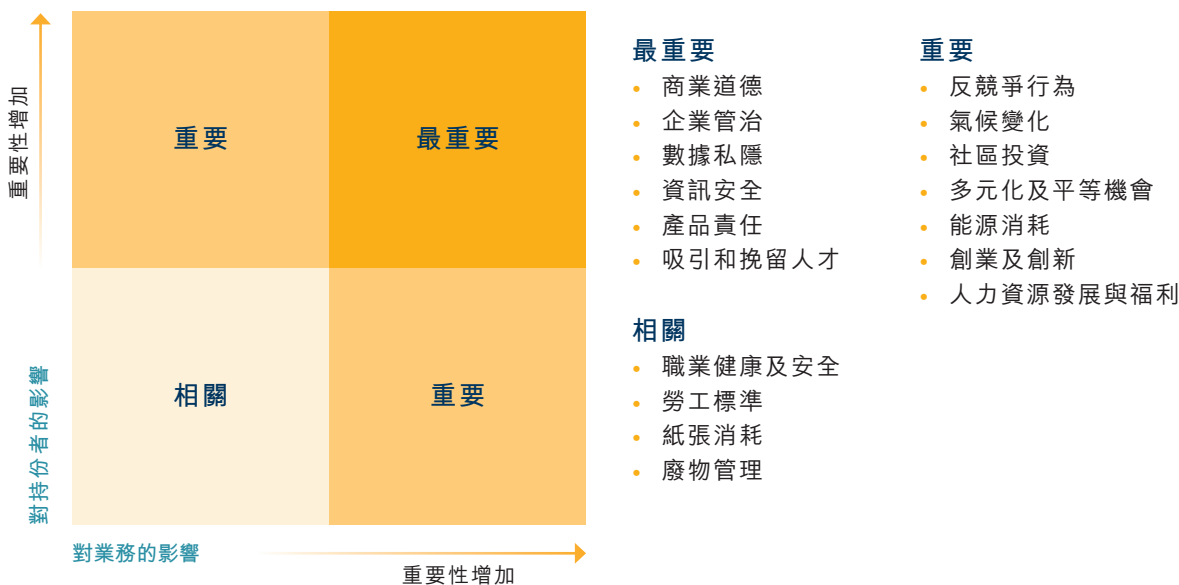 重要性增加
對持份者的影響
重要
最重要
相關
重要
對業務的影響
重要性增加
最重要
• 商業道德
• 企業管治
• 數據私隱
• 資訊安全
• 產品責任
• 吸引和挽留人才
相關
• 職業健康及安全
• 勞工標準
• 紙張消耗
• 廢物管理
重要
• 反競爭行為
• 氣候變化
• 社區投資
• 多元化及平等機會
• 能源消耗
• 創業及創新
• 人力資源發展與福利